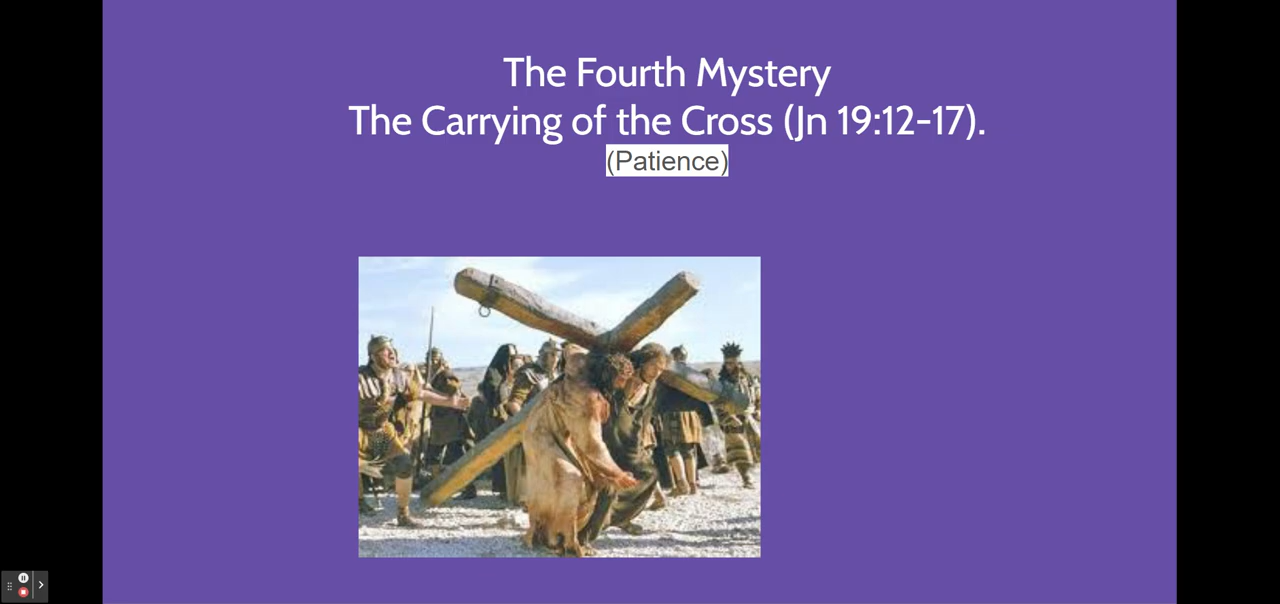 The Fourth Mystery
The Carrying of the Cross (Jn 19:12-17).
(Patience)